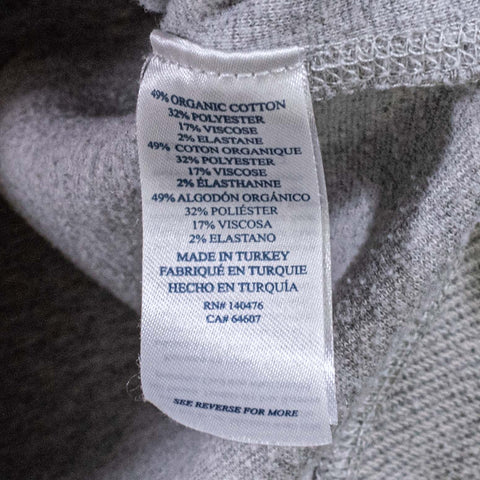 49% ORGANIC COTTON
32% POLYESTER
17% VISCOSE
2% ELASTANE
49% COTON ORGANIQUE
32% POLYESTER
17% VISCOSE
2% ÉLASTHANNE
49% ALGODÓN ORGÁNICO
32% POLIÉSTER
17% VISCOSA
2% ELASTANO
MADE IN TURKEY
FABRIQUÉ EN TURQUIE
HECHO EN TURQUÍA
RN# 140476
CA# 64607
SEE REVERSE FOR MORE